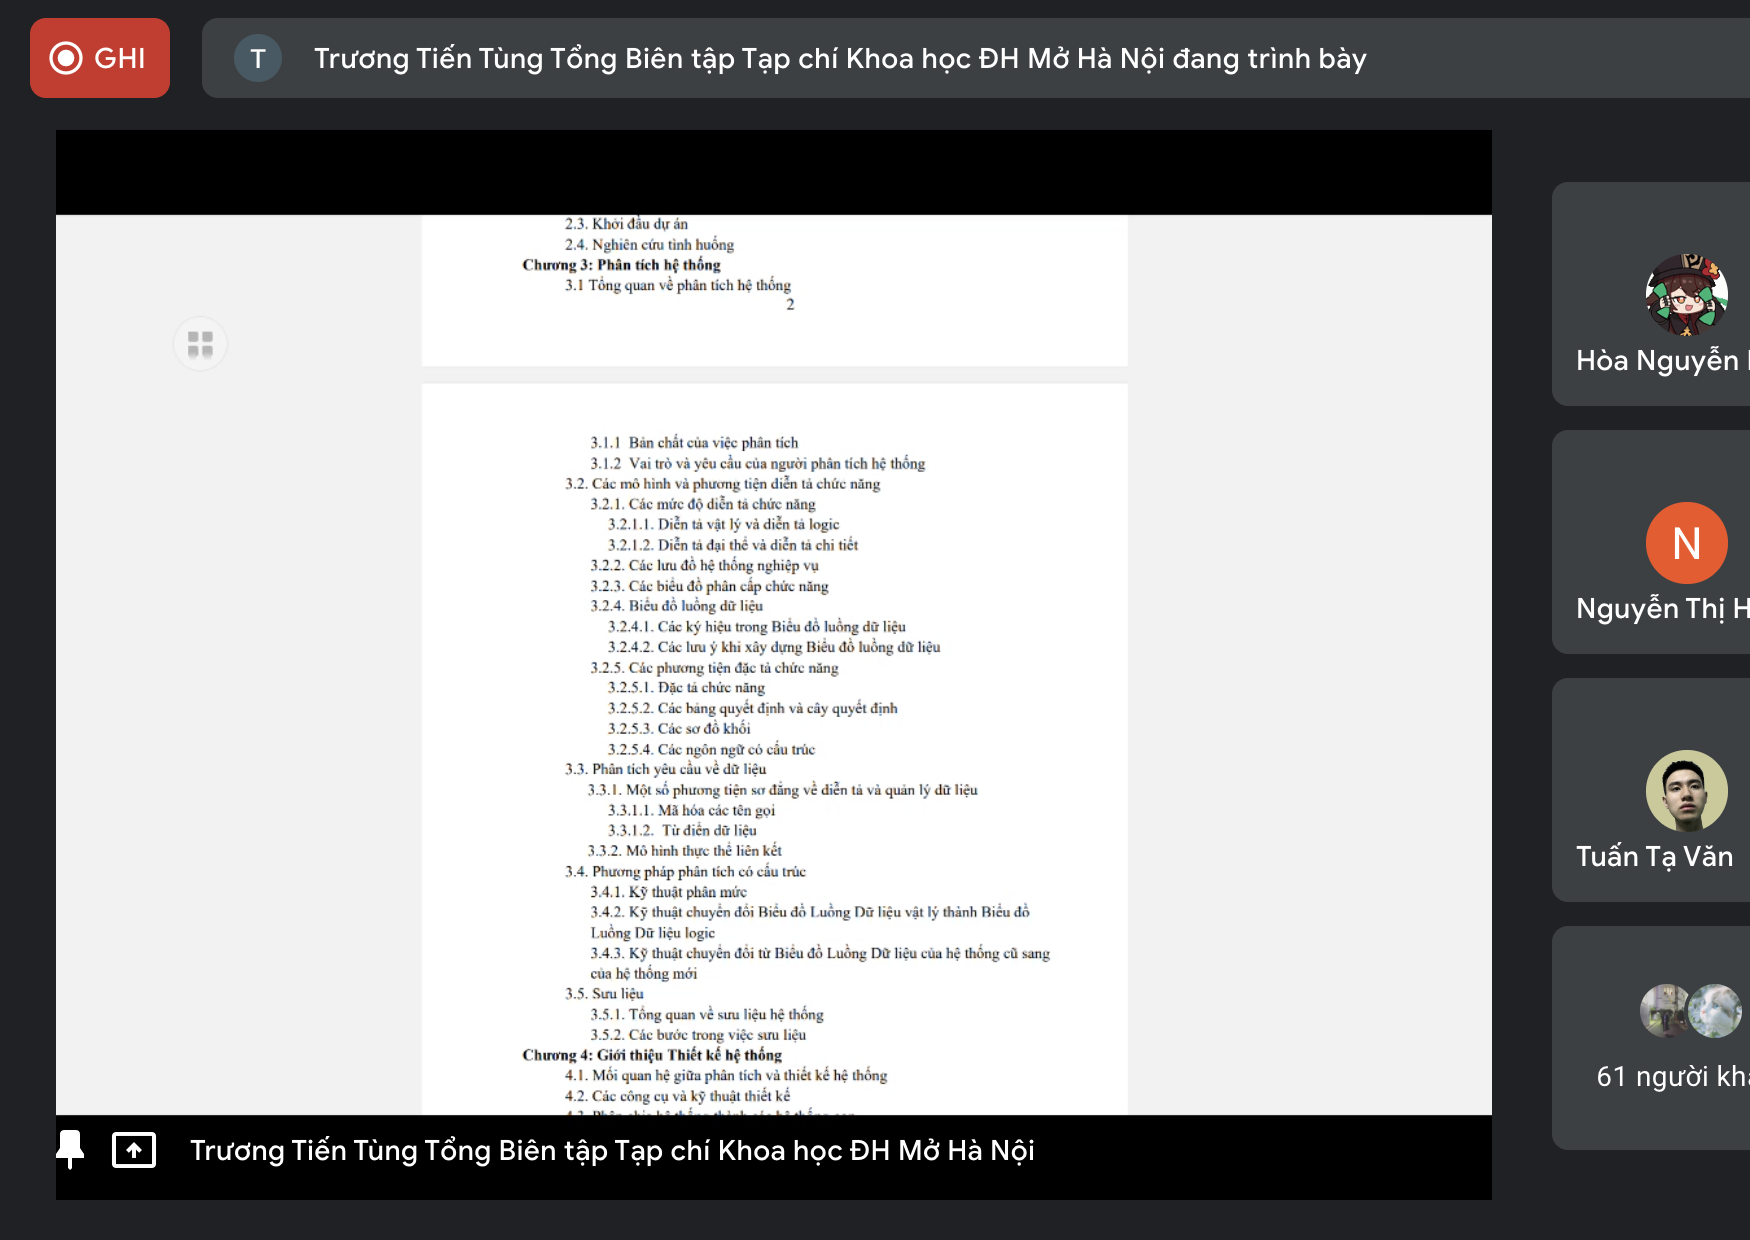 GHI
T
Trương Tiến Tùng Tổng Biên tập Tạp chí Khoa học ĐH Mở Hà Nội đang trình bày
2.3. Khởi đầu dự án
2.4. Nghiên cứu tình huống
Chương 3: Phân tích hệ thống
3.1 Tổng quan về phân tích hệ thống
2
3.1.1 Bản chất của việc phân tích
3.1.2 Vai trò và yêu cầu của người phân tích hệ thống
3.2. Các mô hình và phương tiện diễn tả chức năng
3.2.1. Các mức độ diễn tả chức năng
3.2.1.1. Diễn tả vật lý và diễn tả logic
3.2.1.2. Diễn tả đại thể và diễn tả chi tiết
3.2.2. Các lưu đồ hệ thống nghiệp vụ
3.2.3. Các biểu đồ phân cấp chức năng
3.2.4. Biểu đồ luồng dữ liệu
3.2.4.1. Các ký hiệu trong Biểu đồ luồng dữ liệu
3.2.4.2. Các lưu ý khi xây dựng Biểu đồ luồng dữ liệu
3.2.5. Các phương tiện đặc tả chức năng
3.2.5.1. Đặc tả chức năng
3.2.5.2. Các bảng quyết định và cây quyết định
3.2.5.3. Các sơ đồ khối
3.2.5.4. Các ngôn ngữ có cấu trúc
3.3. Phân tích yêu cầu về dữ liệu
3.3.1. Một số phương tiện sơ đẳng về diễn tả và quản lý dữ liệu
3.3.1.1. Mã hóa các tên gọi
3.3.1.2. Từ điển dữ liệu
3.3.2. Mô hình thực thể liên kết
3.4. Phương pháp phân tích có cấu trúc
3.4.1. Kỹ thuật phân mức
3.4.2. Kỹ thuật chuyển đổi Biểu đồ Luồng Dữ liệu vật lý thành Biểu đồ
Luồng Dữ liệu logic
3.4.3. Kỹ thuật chuyển đổi từ Biểu đồ Luồng Dữ liệu của hệ thống cũ sang
của hệ thống mới
3.5. Sưu liệu
3.5.1. Tổng quan về sưu liệu hệ thống
3.5.2. Các bước trong việc sưu liệu
Chương 4: Giới thiệu Thiết kế hệ thống
4.1. Mối quan hệ giữa phân tích và thiết kế hệ thống
4.2. Các công cụ và kỹ thuật thiết kế
Trương Tiến Tùng Tổng Biên tập Tạp chí Khoa học ĐH Mở Hà Nội
Hòa Nguyễn
N
Nguyễn Thị H
Tuấn Tạ Văn
61 người